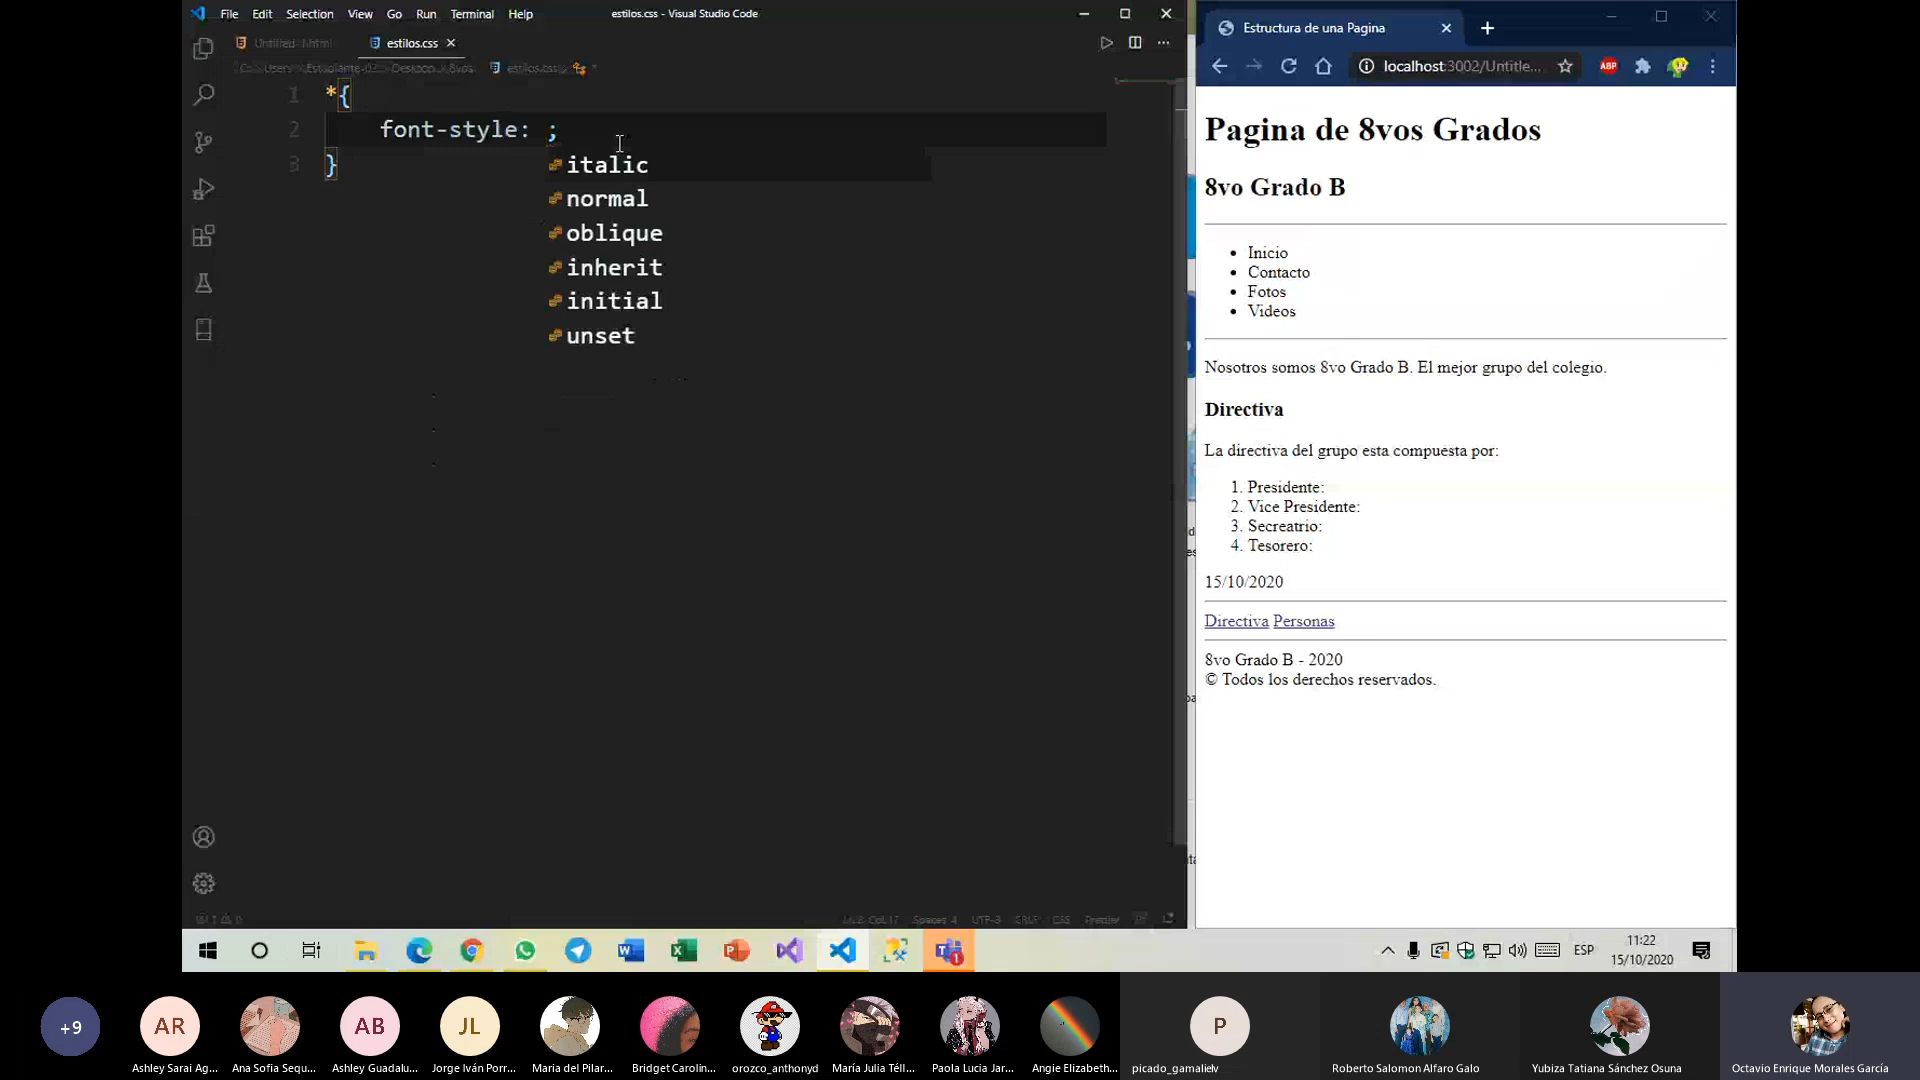 File Edit Selection View Go Run Terminal Help
estilos.css - Visual Studio Code
estilos.css
estilos.css
1 *{
2 font-style: ;
3 }
italic
normal
oblique
inherit
initial
unset
Estructura de una Pagina
localhost:3002/Untitle...
ABP
Pagina de 8vos Grados
8vo Grado B
• Inicio
• Contacto
• Fotos
• Videos
Nosotros somos 8vo Grado B. El mejor grupo del colegio.
Directiva
La directiva del grupo esta compuesta por:
1. Presidente:
2. Vice Presidente:
3. Secreatrio:
4. Tesorero:
15/10/2020
Directiva Personas
8vo Grado B - 2020
© Todos los derechos reservados.
ESP
11:22
15/10/2020
+9
AR
AB
JL
P
Ashley Sarai Ag...
Ana Sofia Sequ...
Ashley Guadalu...
Jorge Iván Porr...
Maria del Pilar...
Bridget Carolin...
orozco_anthonyd
María Julia Téll...
Paola Lucia Jar...
Angie Elizabeth...
picado_gamalielv
Roberto Salomon Alfaro Galo
Yubiza Tatiana Sánchez Osuna
Octavio Enrique Morales García